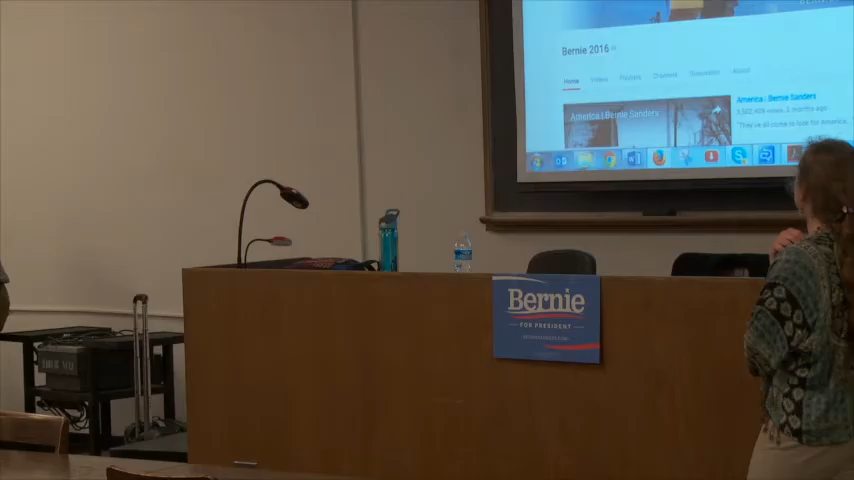 Bernie 2016
Home Videos Playlists Channels Discussion About
America | Bernie Sanders
America | Bernie Sanders
"They've all come to look for America,
Bernie
FOR PRESIDENT